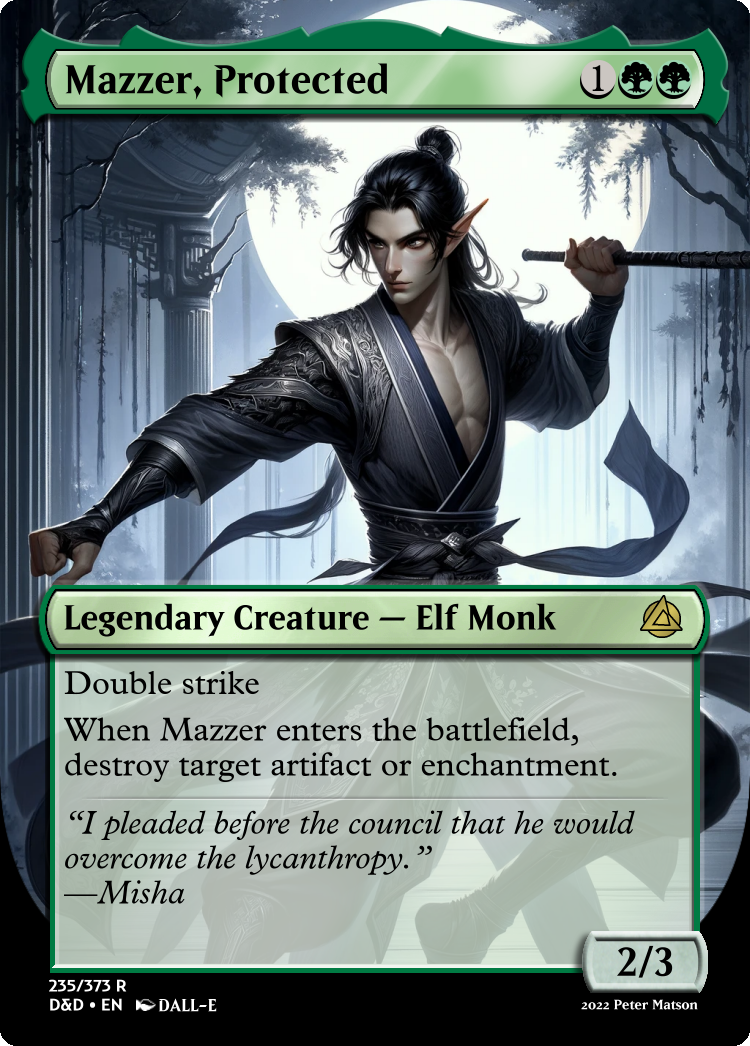 Mazzer, Protected
1
Legendary Creature — Elf Monk
Double strike
When Mazzer enters the battlefield,
destroy target artifact or enchantment.
“I pleaded before the council that he would
overcome the lycanthropy.”
—Misha
2/3
235/373 R
D&D • EN DALL-E
2022 Peter Matson